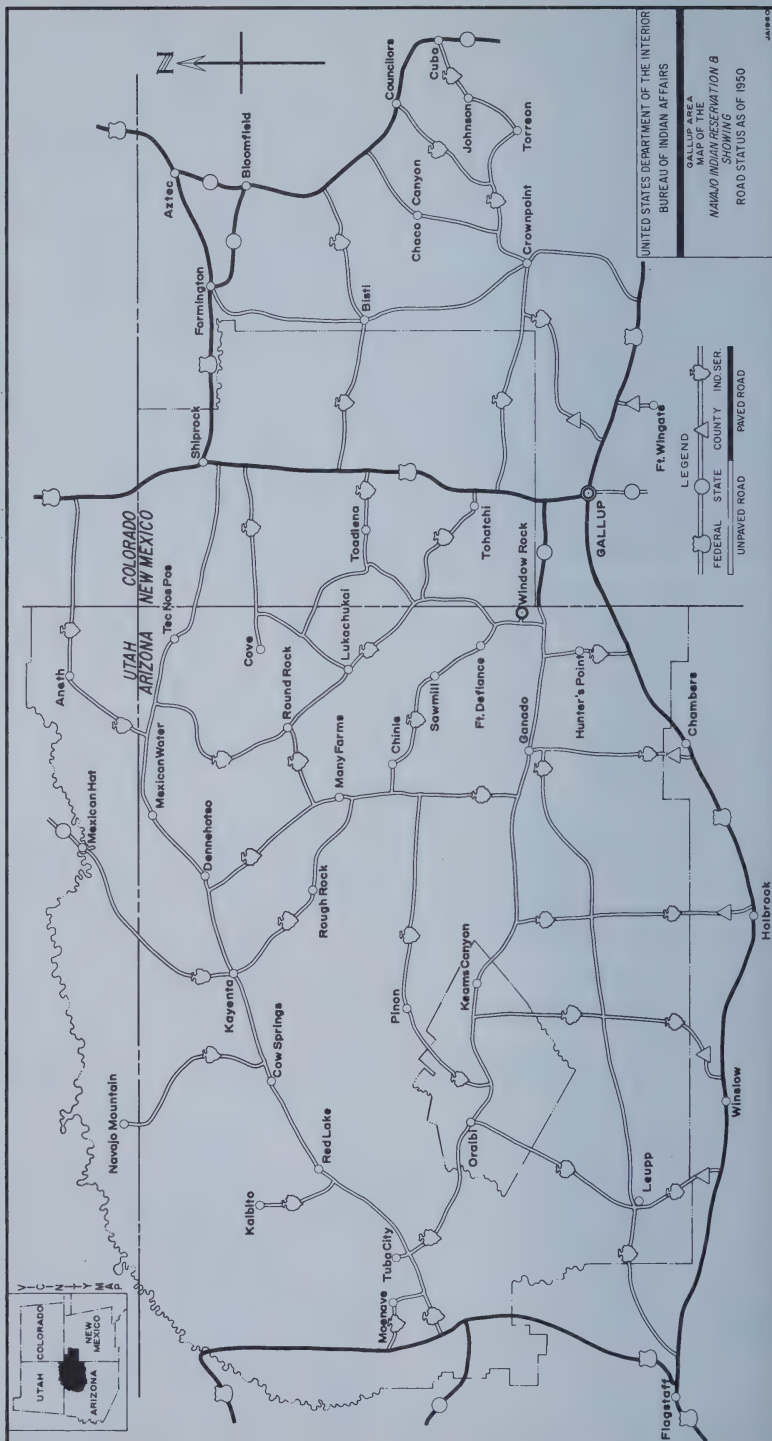 VICINITY MAP
UTAH
COLORADO
ARIZONA
NEW
MEXICO
N
UTAH
COLORADO
ARIZONA
NEW MEXICO
Navajo Mountain
Mexican Hat
Aneth
Aztec
Bloomfield
Farmington
Shiprock
Mexican Water
Tec Nos Pos
Dennehotso
Kayenta
Cow Springs
Red Lake
Kaibito
Cove
Round Rock
Rough Rock
Many Farms
Lukachukai
Toadlena
Bisti
Chaco Canyon
Councilors
Cuba
Johnson
Torreon
Crownpoint
Moenave
Tuba City
Oraibi
Pinon
Keams Canyon
Chinle
Sawmill
Ft. Defiance
Window Rock
Tohatchi
Ganado
Hunter's Point
GALLUP
Ft. Wingate
Chambers
Leupp
Flagstaff
Winslow
Holbrook
LEGEND
FEDERAL STATE COUNTY IND. SER.
UNPAVED ROAD PAVED ROAD
UNITED STATES DEPARTMENT OF THE INTERIOR
BUREAU OF INDIAN AFFAIRS
GALLUP AREA
MAP OF THE
NAVAJO INDIAN RESERVATION &
SHOWING
ROAD STATUS AS OF 1950